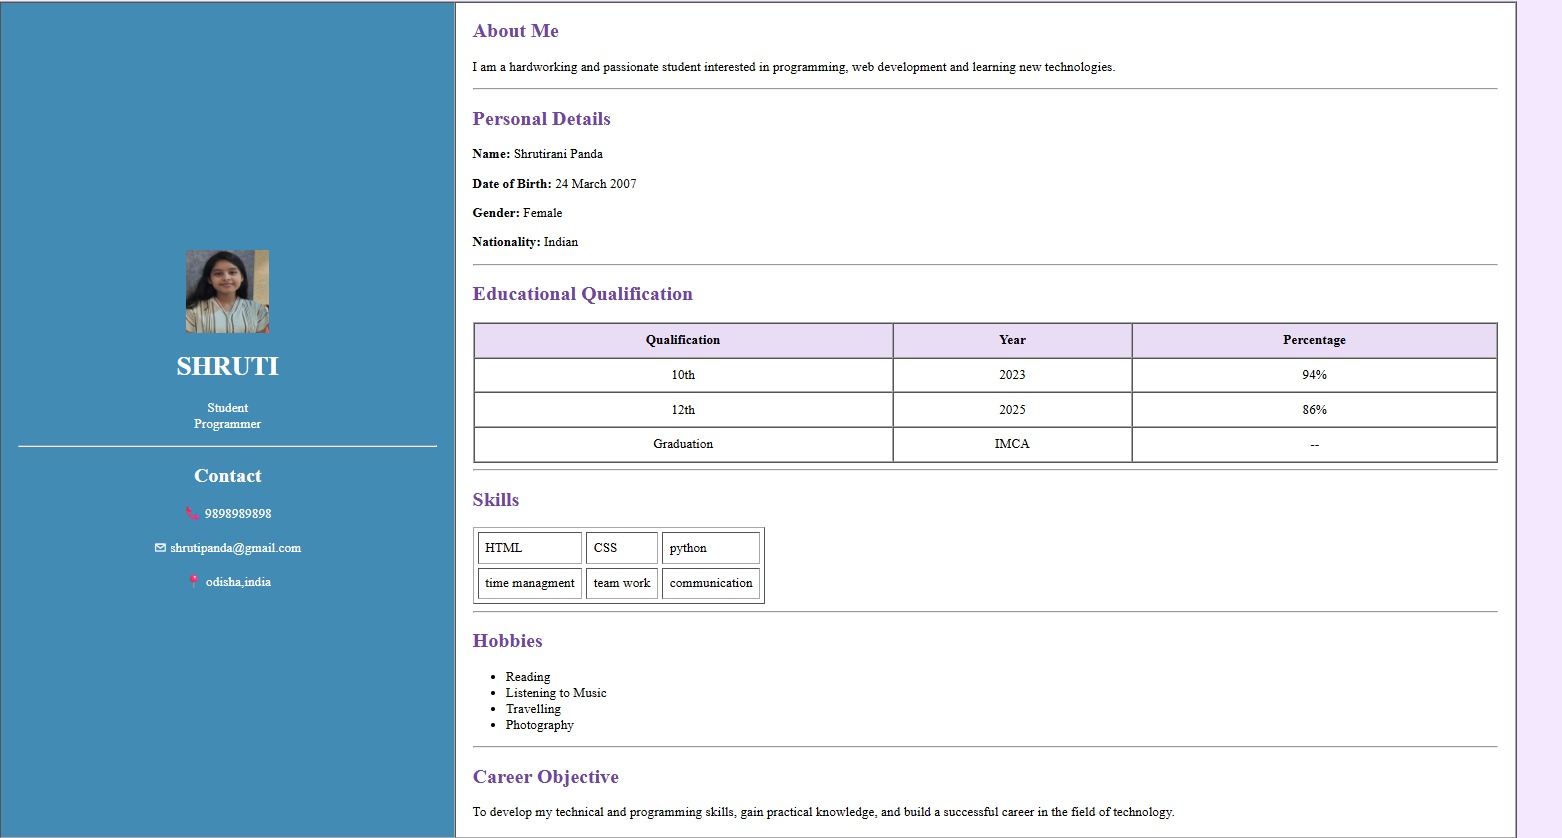 SHRUTI
Student
Programmer
Contact
📞 9898989898
✉ shrutipanda@gmail.com
📍 odisha,india
About Me
I am a hardworking and passionate student interested in programming, web development and learning new technologies.
Personal Details
Name: Shrutirani Panda
Date of Birth: 24 March 2007
Gender: Female
Nationality: Indian
Educational Qualification
Qualification Year Percentage
10th 2023 94%
12th 2025 86%
Graduation IMCA --
Skills
HTML CSS python
time managment team work communication
Hobbies
• Reading
• Listening to Music
• Travelling
• Photography
Career Objective
To develop my technical and programming skills, gain practical knowledge, and build a successful career in the field of technology.